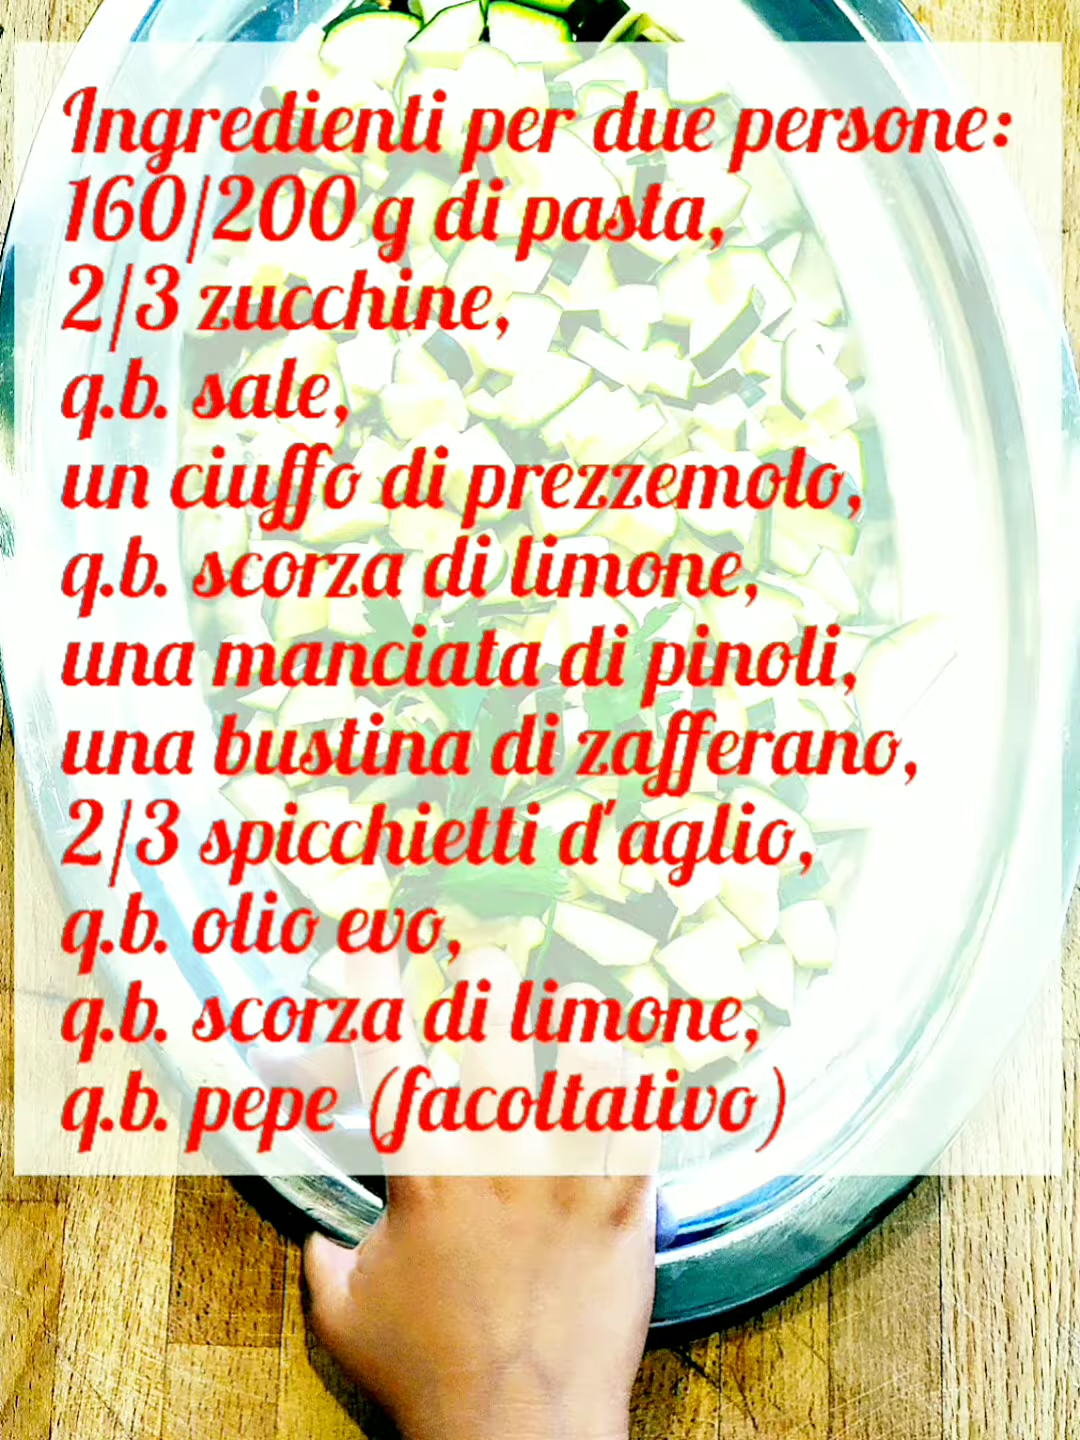 Ingredienti per due persone:
160/200 g di pasta,
2/3 zucchine,
q.b. sale,
un ciuffo di prezzemolo,
q.b. scorza di limone,
una manciata di pinoli,
una bustina di zafferano,
2/3 spicchietti d'aglio,
q.b. olio evo,
q.b. scorza di limone,
q.b. pepe (facoltativo)